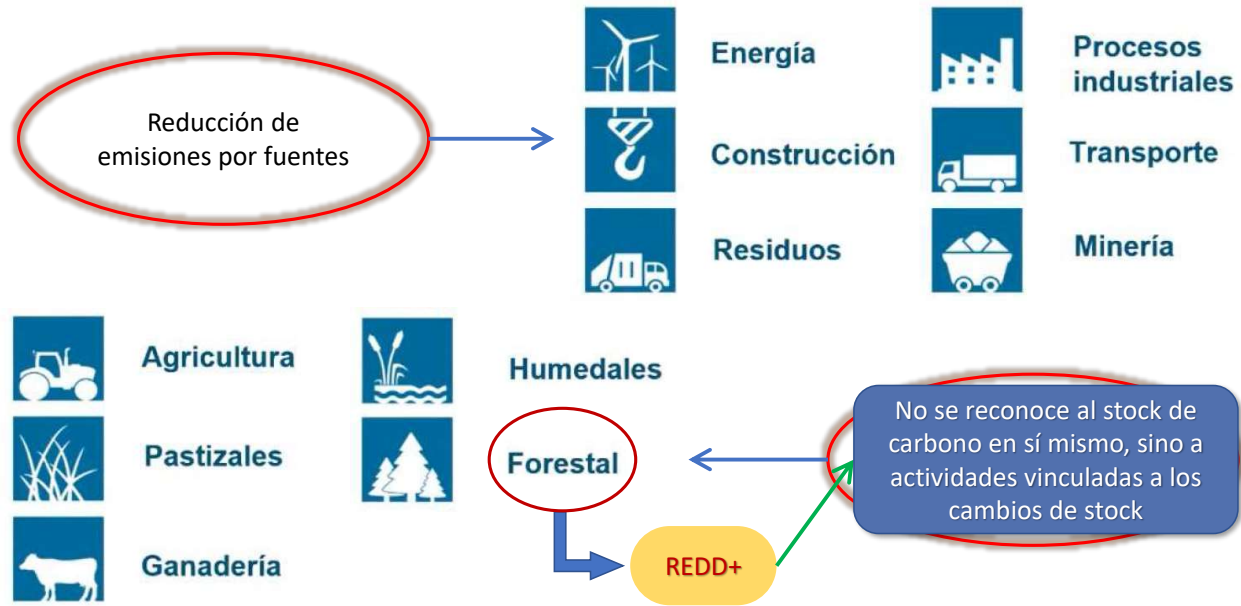 Reducción de
emisiones por fuentes
Energía
Procesos
industriales
Construcción
Transporte
Residuos
Minería
Agricultura
Humedales
Pastizales
Forestal
Ganadería
REDD+
No se reconoce al stock de
carbono en sí mismo, sino a
actividades vinculadas a los
cambios de stock